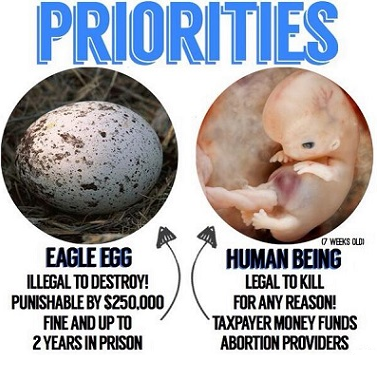 PRIORITIES
(7 WEEKS OLD)
EAGLE EGG
ILLEGAL TO DESTROY!
PUNISHABLE BY $250,000
FINE AND UP TO
2 YEARS IN PRISON
HUMAN BEING
LEGAL TO KILL
FOR ANY REASON!
TAXPAYER MONEY FUNDS
ABORTION PROVIDERS